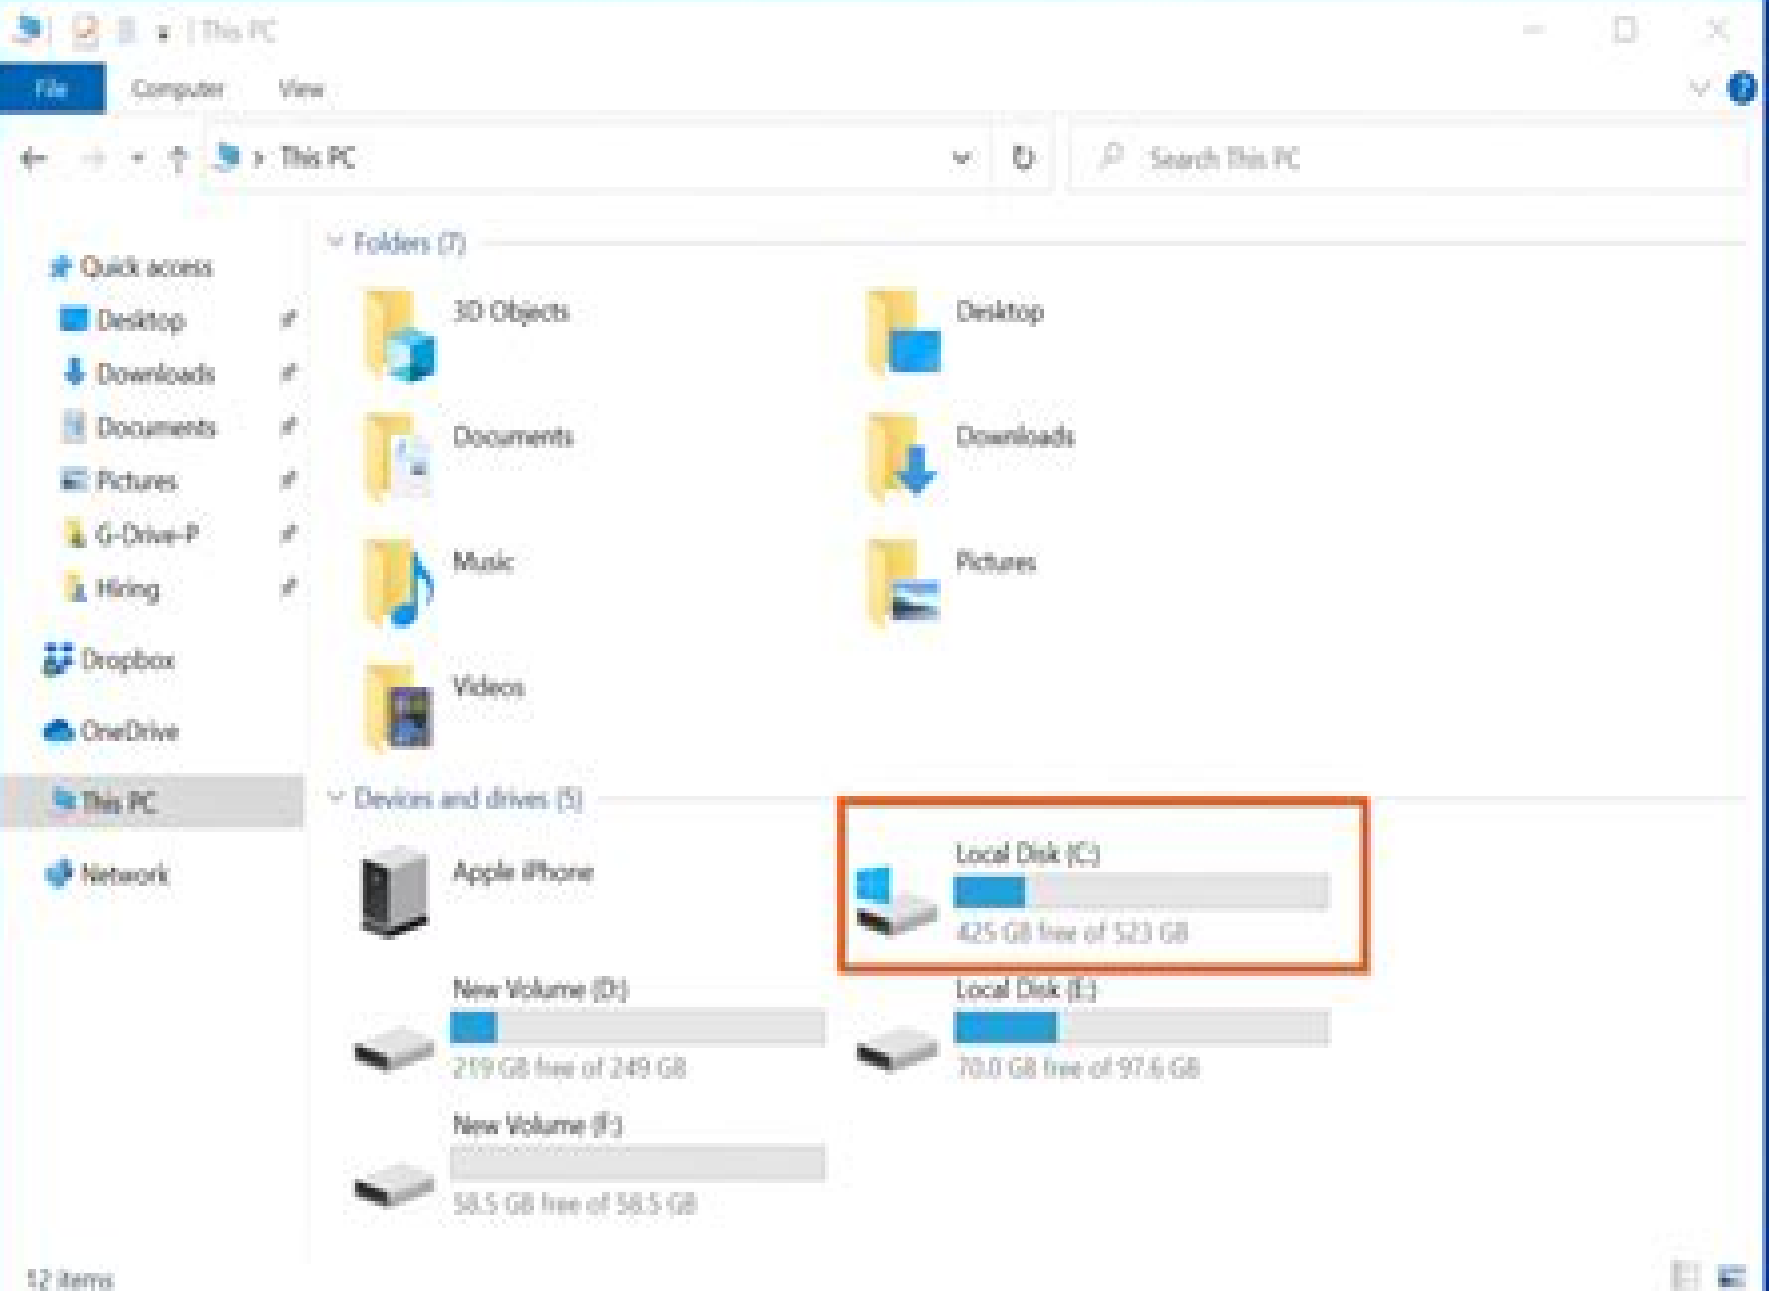 This PC
File Computer View
This PC
Search This PC
Quick access
Desktop
Downloads
Documents
Pictures
G-Drive-P
Hiring
Dropbox
OneDrive
This PC
Network
Folders (7)
3D Objects
Desktop
Documents
Downloads
Music
Pictures
Videos
Devices and drives (5)
Apple iPhone
Local Disk (C:)
425 GB free of 523 GB
New Volume (D:)
219 GB free of 249 GB
Local Disk (E:)
70.0 GB free of 97.6 GB
New Volume (F:)
58.5 GB free of 58.5 GB
12 items